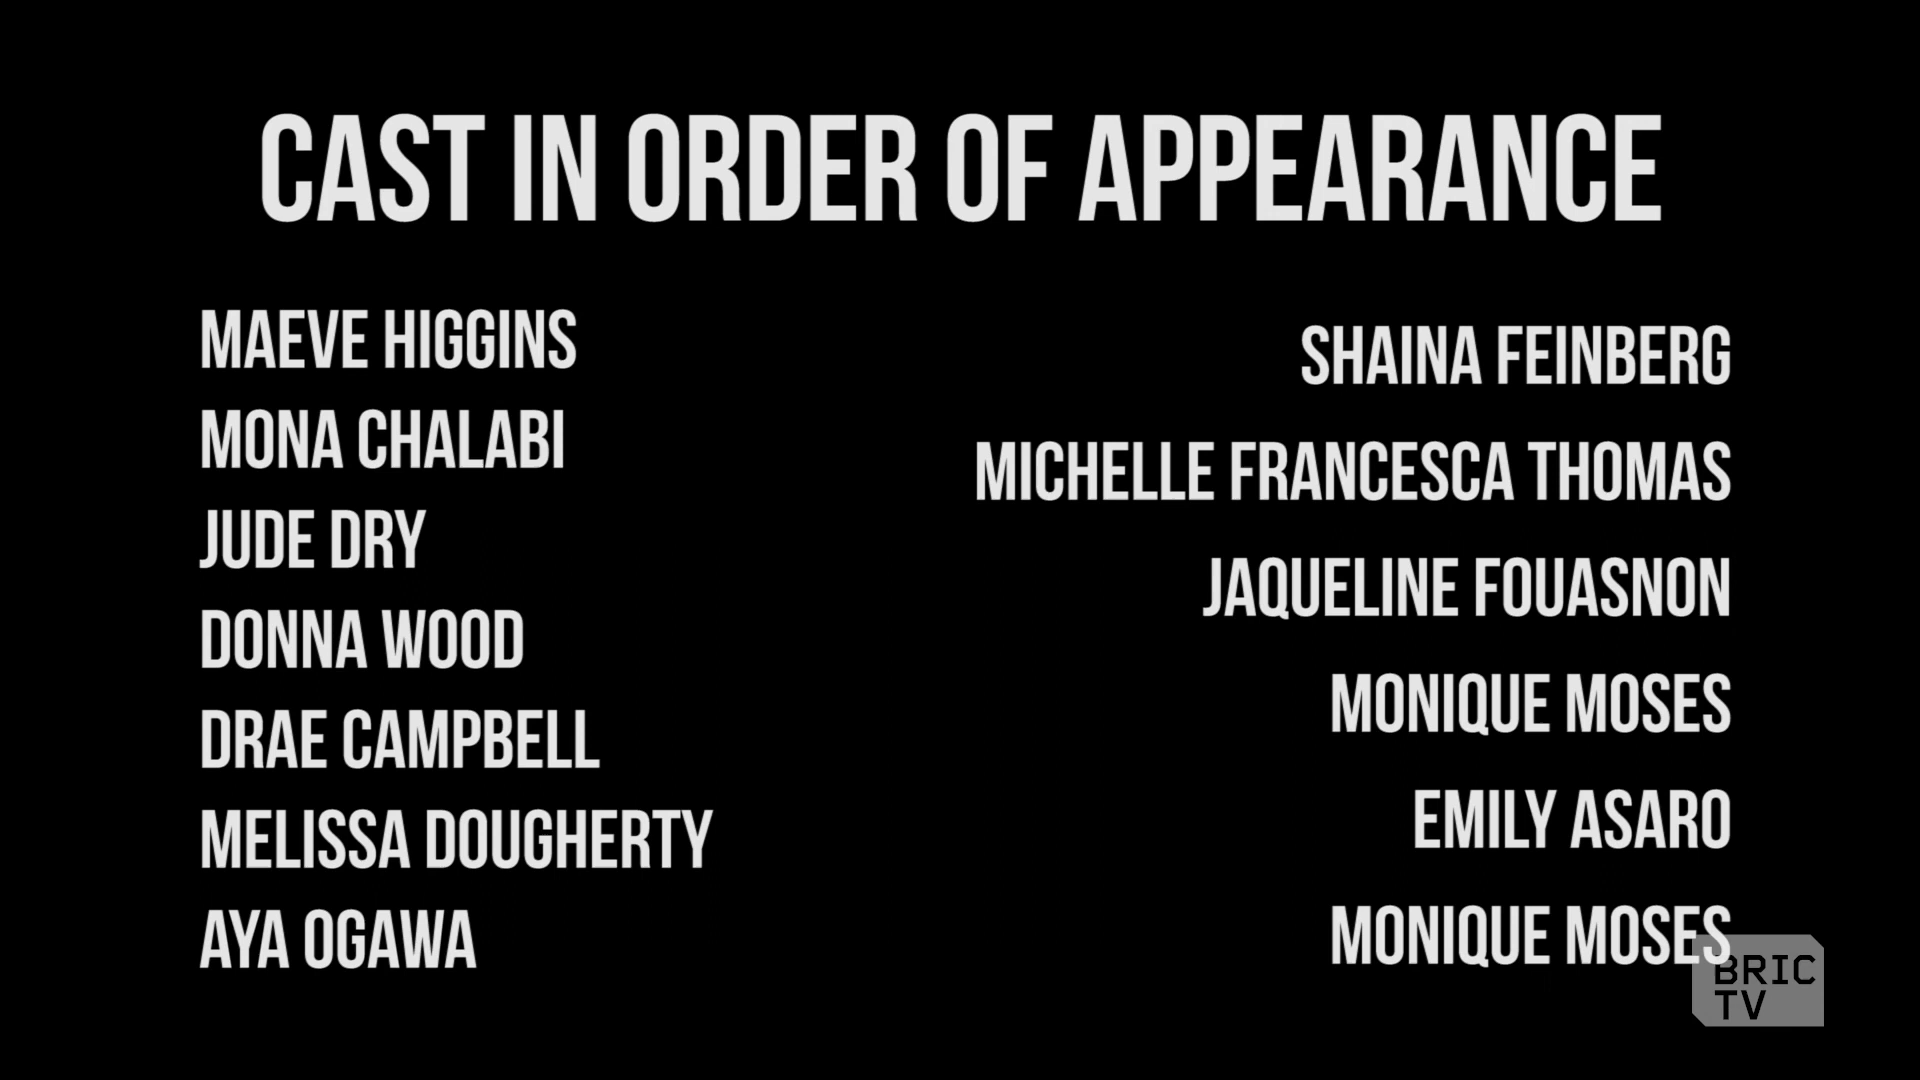 CAST IN ORDER OF APPEARANCE
MAEVE HIGGINS
MONA CHALABI
JUDE DRY
DONNA WOOD
DRAE CAMPBELL
MELISSA DOUGHERTY
AYA OGAWA
SHAINA FEINBERG
MICHELLE FRANCESCA THOMAS
JAQUELINE FOUASNON
MONIQUE MOSES
EMILY ASARO
MONIQUE MOSES
BRIC
TV